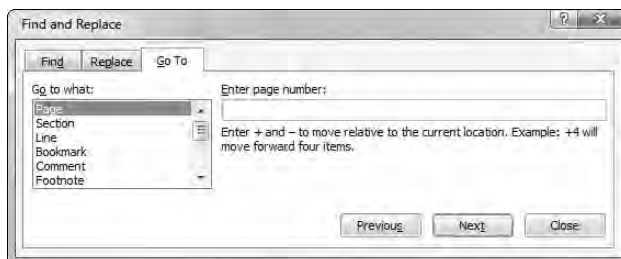 Find and Replace
Find Replace Go To
Go to what:
Page
Section
Line
Bookmark
Comment
Footnote
Enter page number:
Enter + and – to move relative to the current location. Example: +4 will
move forward four items.
Previous Next Close